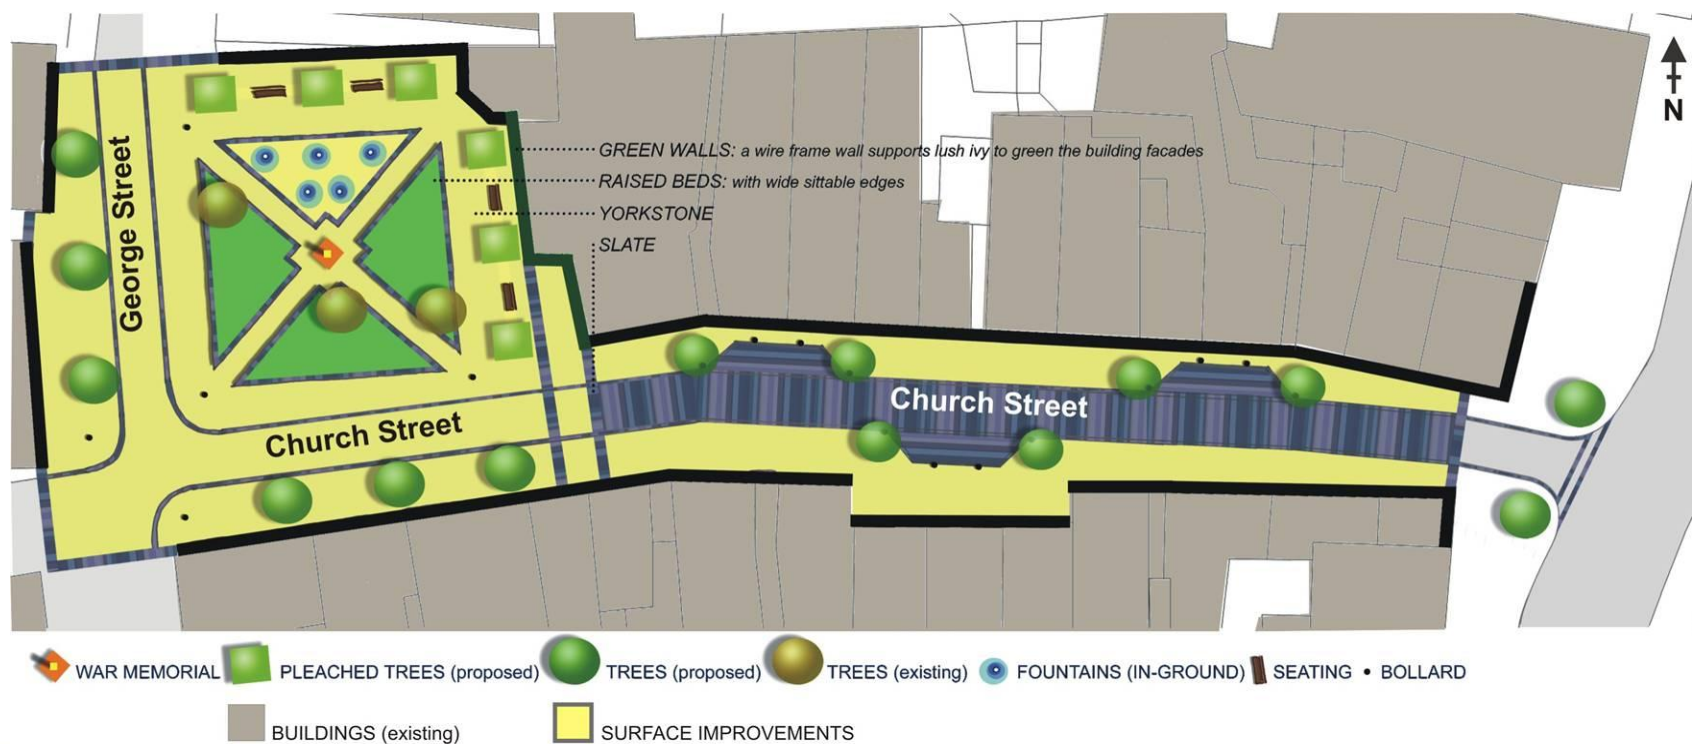 N
George Street
GREEN WALLS: a wire frame wall supports lush ivy to green the building facades
RAISED BEDS: with wide sittable edges
YORKSTONE
SLATE
Church Street
Church Street
WAR MEMORIAL
PLEACHED TREES (proposed)
TREES (proposed)
TREES (existing)
FOUNTAINS (IN-GROUND)
SEATING
BOLLARD
BUILDINGS (existing)
SURFACE IMPROVEMENTS